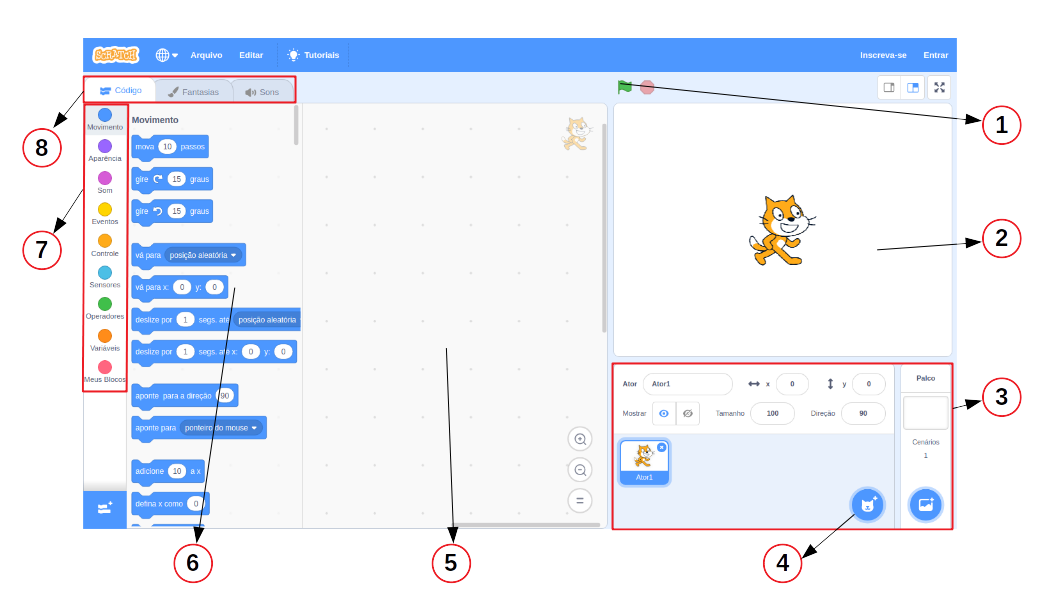 SCRATCH Arquivo Editar Tutoriais Inscreva-se Entrar
Código Fantasias Sons
Movimento
Aparência
Som
Eventos
Controle
Sensores
Operadores
Variáveis
Meus Blocos
Movimento
mova 10 passos
gire 15 graus
gire 15 graus
vá para posição aleatória
vá para x: 0 y: 0
deslize por 1 segs. até posição aleatória
deslize por 1 segs. até x: 0 y: 0
aponte para a direção 90
aponte para ponteiro do mouse
adicione 10 a x
defina x como 0
=
Ator Ator1 x 0 y 0
Mostrar Tamanho 100 Direção 90
Ator1
Palco
Cenários
1
1
2
3
4
5
6
7
8